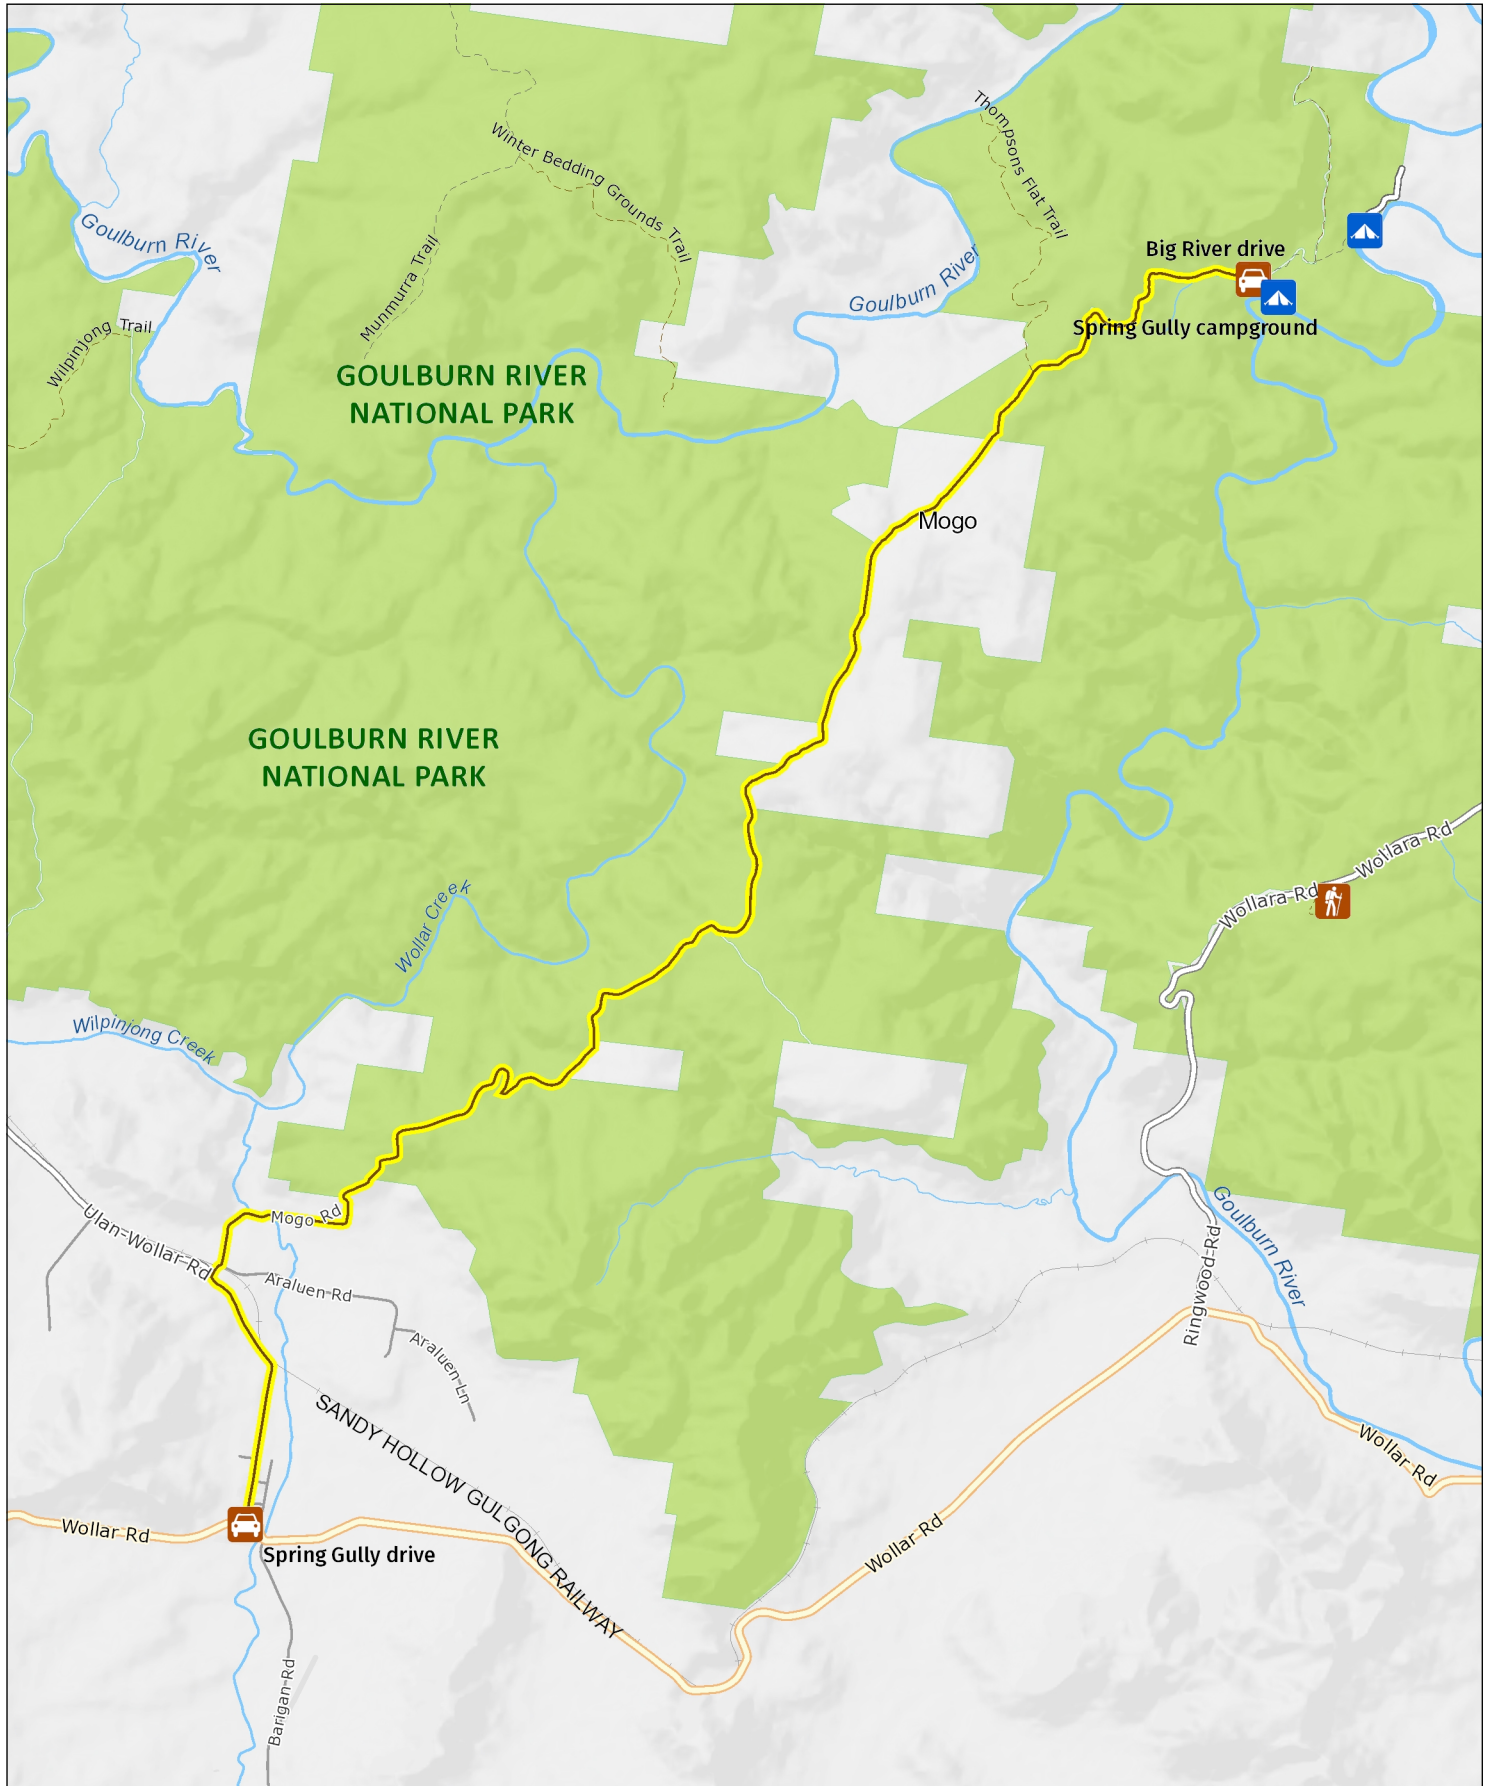 Thompsons Flat Trail
Winter Bedding Grounds Trail
Goulburn River
Munmurra Trail
Big River drive
Goulburn River
Wilpinjong Trail
Spring Gully campground
GOULBURN RIVER
NATIONAL PARK
Mogo
GOULBURN RIVER
NATIONAL PARK
Wollara Rd
Wollara-Rd
Wollar Creek
Wilpinjong Creek
Mogo Rd
Ulan-Wollar-Rd
Goulburn River
Ringwood-Rd
Araluen Rd
Araluen-Ln
SANDY HOLLOW GULGONG RAILWAY
Wollar Rd
Wollar Rd
Wollar Rd
Spring Gully drive
Barigan-Rd